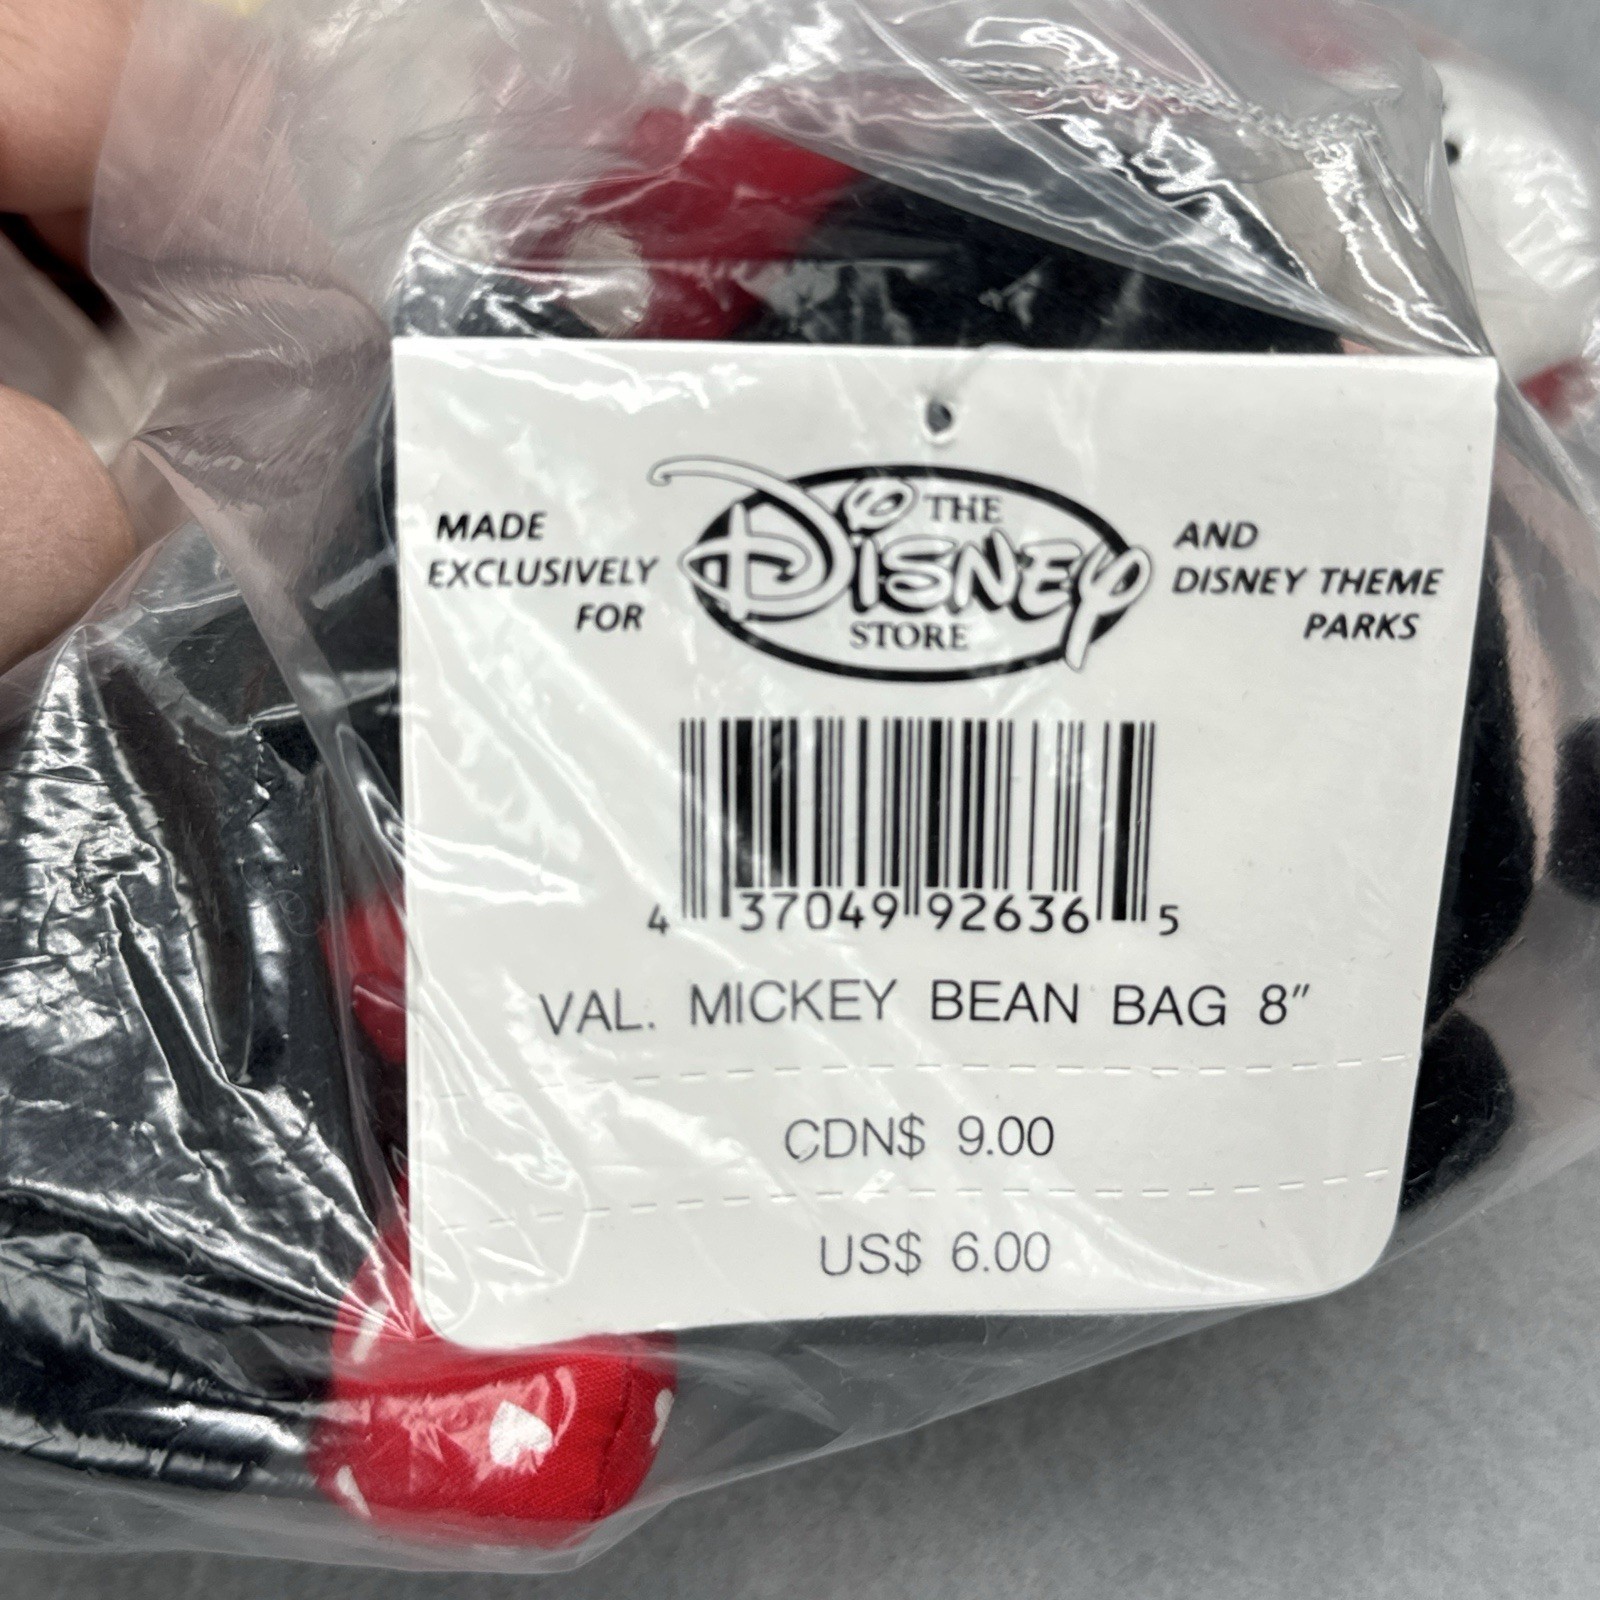 MADE
EXCLUSIVELY
FOR
THE
DISNEY
STORE
AND
DISNEY THEME
PARKS
4 37049 92636 5
VAL. MICKEY BEAN BAG 8"
CDN$ 9.00
US$ 6.00